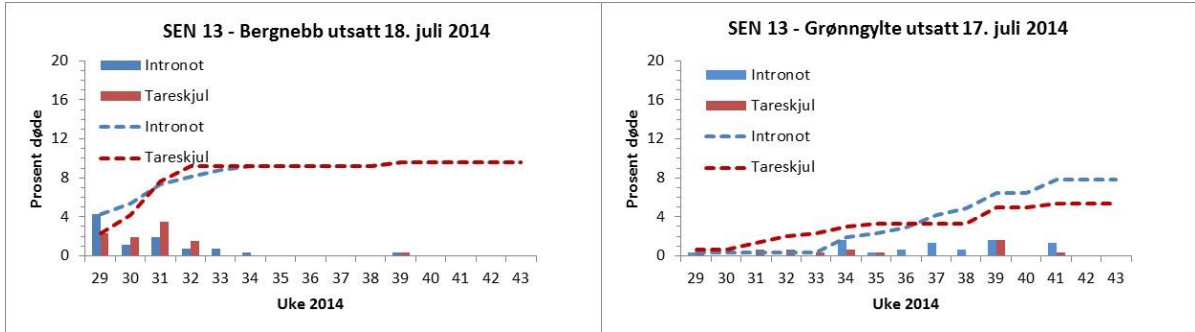 SEN 13 - Bergnebb utsatt 18. juli 2014
20
16
12
8
4
0
Prosent døde
Intronot
Tareskjul
Intronot
Tareskjul
29 30 31 32 33 34 35 36 37 38 39 40 41 42 43
Uke 2014
SEN 13 - Grønngylte utsatt 17. juli 2014
20
16
12
8
4
0
Prosent døde
Intronot
Tareskjul
Intronot
Tareskjul
29 30 31 32 33 34 35 36 37 38 39 40 41 42 43
Uke 2014